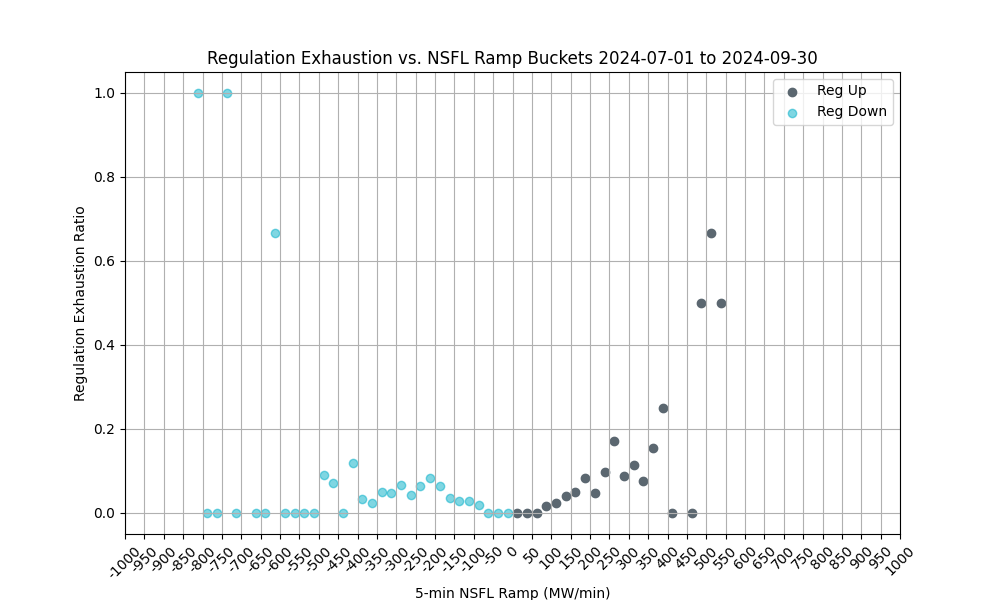 Regulation Exhaustion vs. NSFL Ramp Buckets 2024-07-01 to 2024-09-30
Reg Up
Reg Down
Regulation Exhaustion Ratio
1.0
0.8
0.6
0.4
0.2
0.0
-1000 -950 -900 -850 -800 -750 -700 -650 -600 -550 -500 -450 -400 -350 -300 -250 -200 -150 -100 -50 0 50 100 150 200 250 300 350 400 450 500 550 600 650 700 750 800 850 900 950 1000
5-min NSFL Ramp (MW/min)